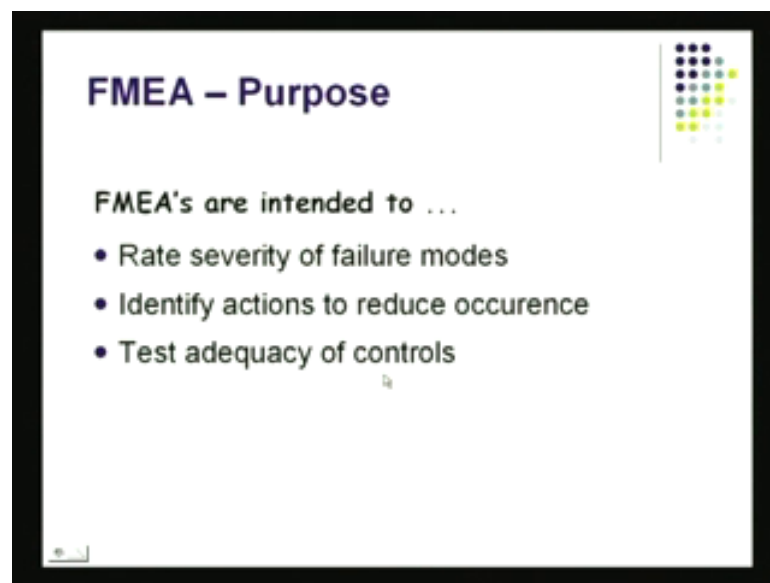 FMEA – Purpose
FMEA's are intended to ...
• Rate severity of failure modes
• Identify actions to reduce occurence
• Test adequacy of controls